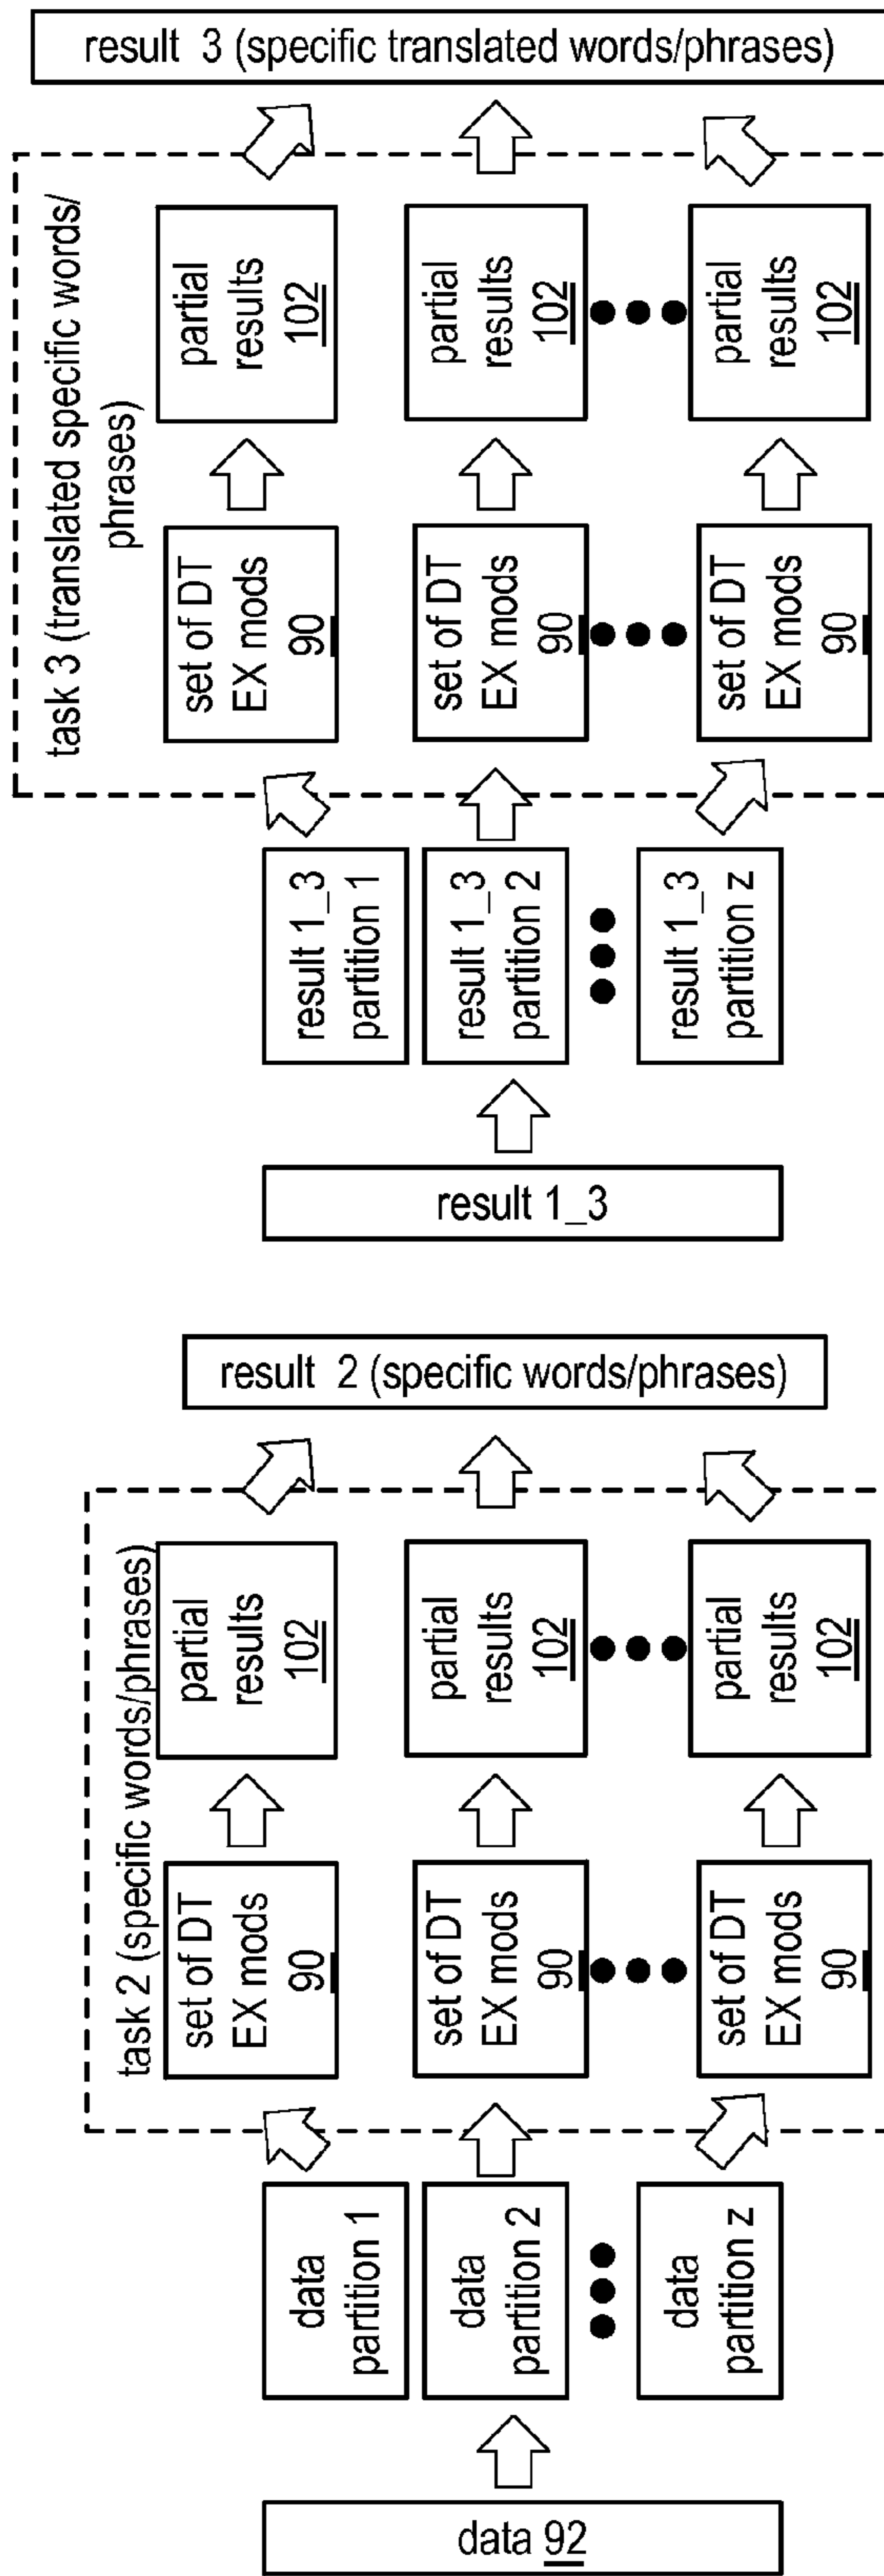 data 92
data
partition 1
data
partition 2
data
partition z
task 2 (specific words/phrases)
set of DT
EX mods
90
set of DT
EX mods
90
set of DT
EX mods
90
partial
results
102
partial
results
102
partial
results
102
result 2 (specific words/phrases)
result 1_3
result 1_3
partition 1
result 1_3
partition 2
result 1_3
partition z
task 3 (translated specific words/
phrases)
set of DT
EX mods
90
set of DT
EX mods
90
set of DT
EX mods
90
partial
results
102
partial
results
102
partial
results
102
result 3 (specific translated words/phrases)